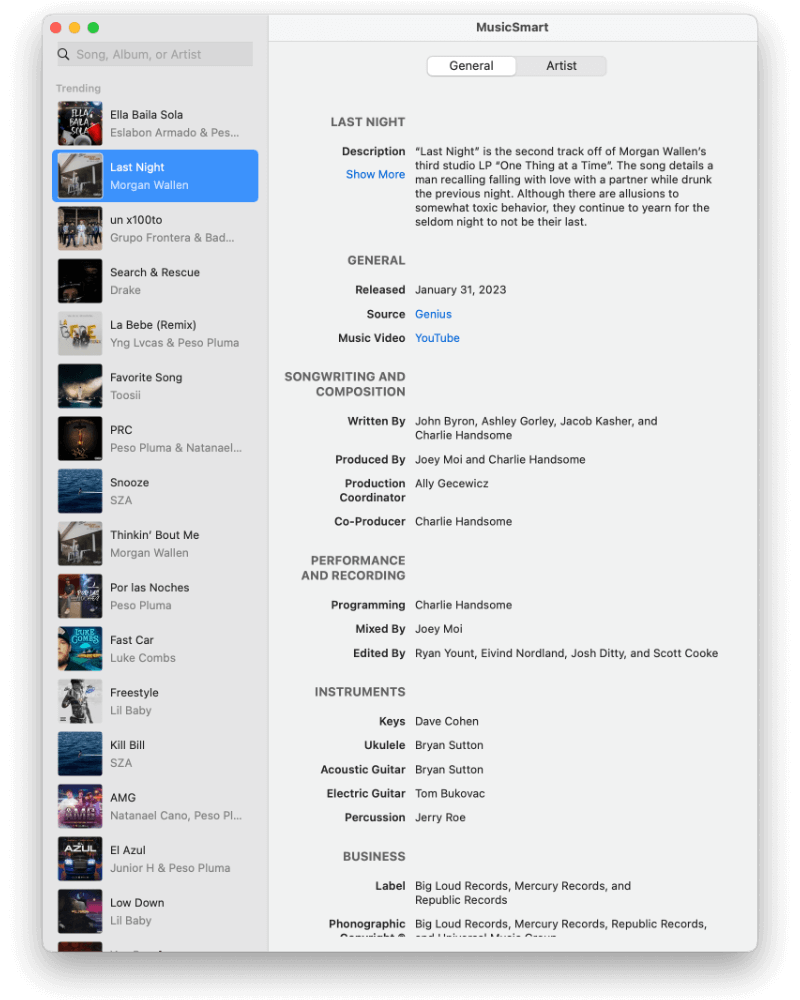 MusicSmart
Song, Album, or Artist
General
Artist
Trending
Ella Baila Sola
Eslabon Armado & Pes...
Last Night
Morgan Wallen
un x100to
Grupo Frontera & Bad...
Search & Rescue
Drake
La Bebe (Remix)
Yng Lvcas & Peso Pluma
Favorite Song
Toosii
PRC
Peso Pluma & Natanael...
Snooze
SZA
Thinkin' Bout Me
Morgan Wallen
Por las Noches
Peso Pluma
Fast Car
Luke Combs
Freestyle
Lil Baby
Kill Bill
SZA
AMG
Natanael Cano, Peso Pl...
El Azul
Junior H & Peso Pluma
Low Down
Lil Baby
LAST NIGHT
Description
Show More
“Last Night” is the second track off of Morgan Wallen’s
third studio LP “One Thing at a Time”. The song details a
man recalling falling with love with a partner while drunk
the previous night. Although there are allusions to
somewhat toxic behavior, they continue to yearn for the
seldom night to not be their last.
GENERAL
Released January 31, 2023
Source Genius
Music Video YouTube
SONGWRITING AND
COMPOSITION
Written By John Byron, Ashley Gorley, Jacob Kasher, and
Charlie Handsome
Produced By Joey Moi and Charlie Handsome
Production Ally Gecewicz
Coordinator
Co-Producer Charlie Handsome
PERFORMANCE
AND RECORDING
Programming Charlie Handsome
Mixed By Joey Moi
Edited By Ryan Yount, Eivind Nordland, Josh Ditty, and Scott Cooke
INSTRUMENTS
Keys Dave Cohen
Ukulele Bryan Sutton
Acoustic Guitar Bryan Sutton
Electric Guitar Tom Bukovac
Percussion Jerry Roe
BUSINESS
Label Big Loud Records, Mercury Records, and
Republic Records
Phonographic Big Loud Records, Mercury Records, Republic Records,
Copyright ℗ and Universal Music Group